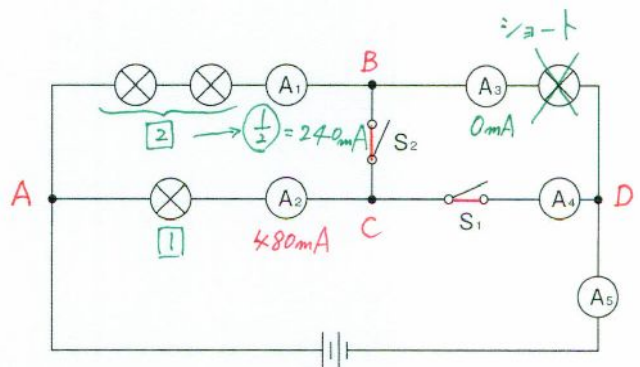 ショート
B
A₁
A₃
2 → 1/2 = 240mA
0mA
S₂
A
A₂
C
S₁
A₄
D
1
480mA
A₅